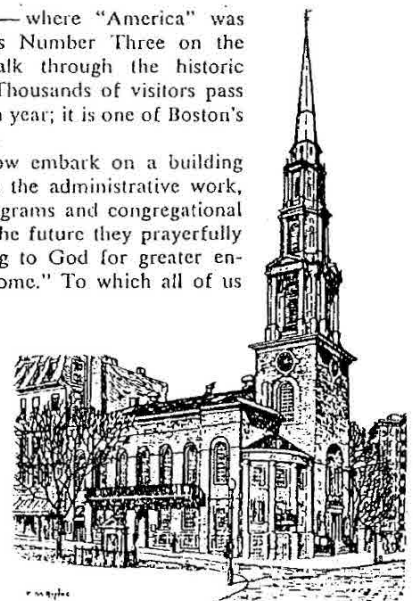 — where "America" was
s Number Three on the
alk through the historic
Thousands of visitors pass
year; it is one of Boston's
ow embark on a building
the administrative work,
grams and congregational
he future they prayerfully
g to God for greater en-
ome." To which all of us